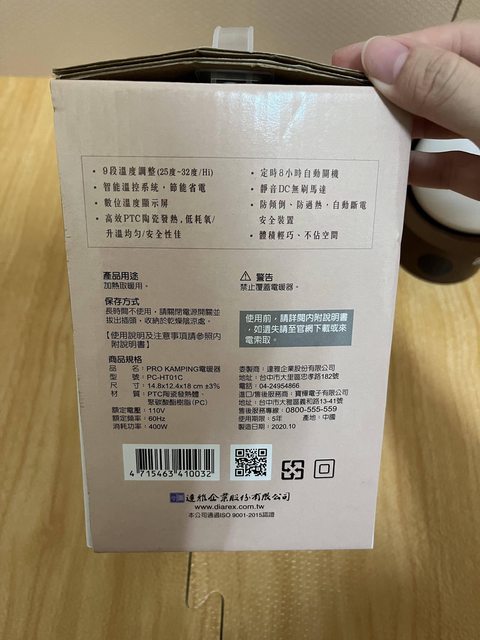 • 9段溫度調整(25度~32度/Hi)
• 智能溫控系統，節能省電
• 數位溫度顯示屏
• 高效PTC陶瓷發熱,低耗氧/
升溫均勻/安全性佳
• 定時8小時自動關機
• 靜音DC無刷馬達
• 防傾倒、防過熱，自動斷電
安全裝置
• 體積輕巧、不佔空間
產品用途
加熱取暖用。
保存方式
長時間不使用，請關閉電源開關並
拔出插頭，收納於乾燥陰涼處。
【使用說明及注意事項請參照內
附說明書】
警告
禁止覆蓋電暖器。
使用前，請詳閱內附說明書
，如遺失請至官網下載或來
電索取。
商品規格
品名：PRO KAMPING電暖器
型號：PC-HT01C
尺寸：14.8x12.4x18 cm ±3%
材質：PTC陶瓷發熱體、
聚碳酸酯樹脂(PC)
額定電壓：110V
額定頻率：60Hz
消耗功率：400W
委製商：達雅企業股份有限公司
地址：台中市大里區忠孝路182號
電話：04-24954866
進口/售後服務商：寶樺電子有限公司
地址：台中市大雅區義和路13-41號
售後服務專線：0800-555-559
使用期限：5年 產地：中國
製造日期：2020.10
4 715463 410032
達雅企業股份有限公司
www.diarex.com.tw
本公司通過ISO 9001-2015認證